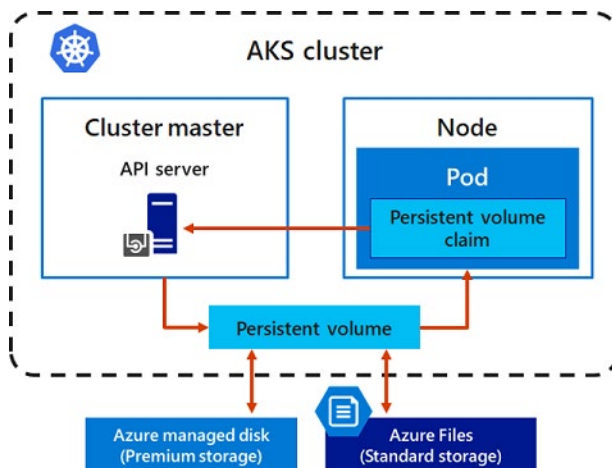 AKS cluster
Cluster master
API server
Node
Pod
Persistent volume
claim
Persistent volume
Azure managed disk
(Premium storage)
Azure Files
(Standard storage)